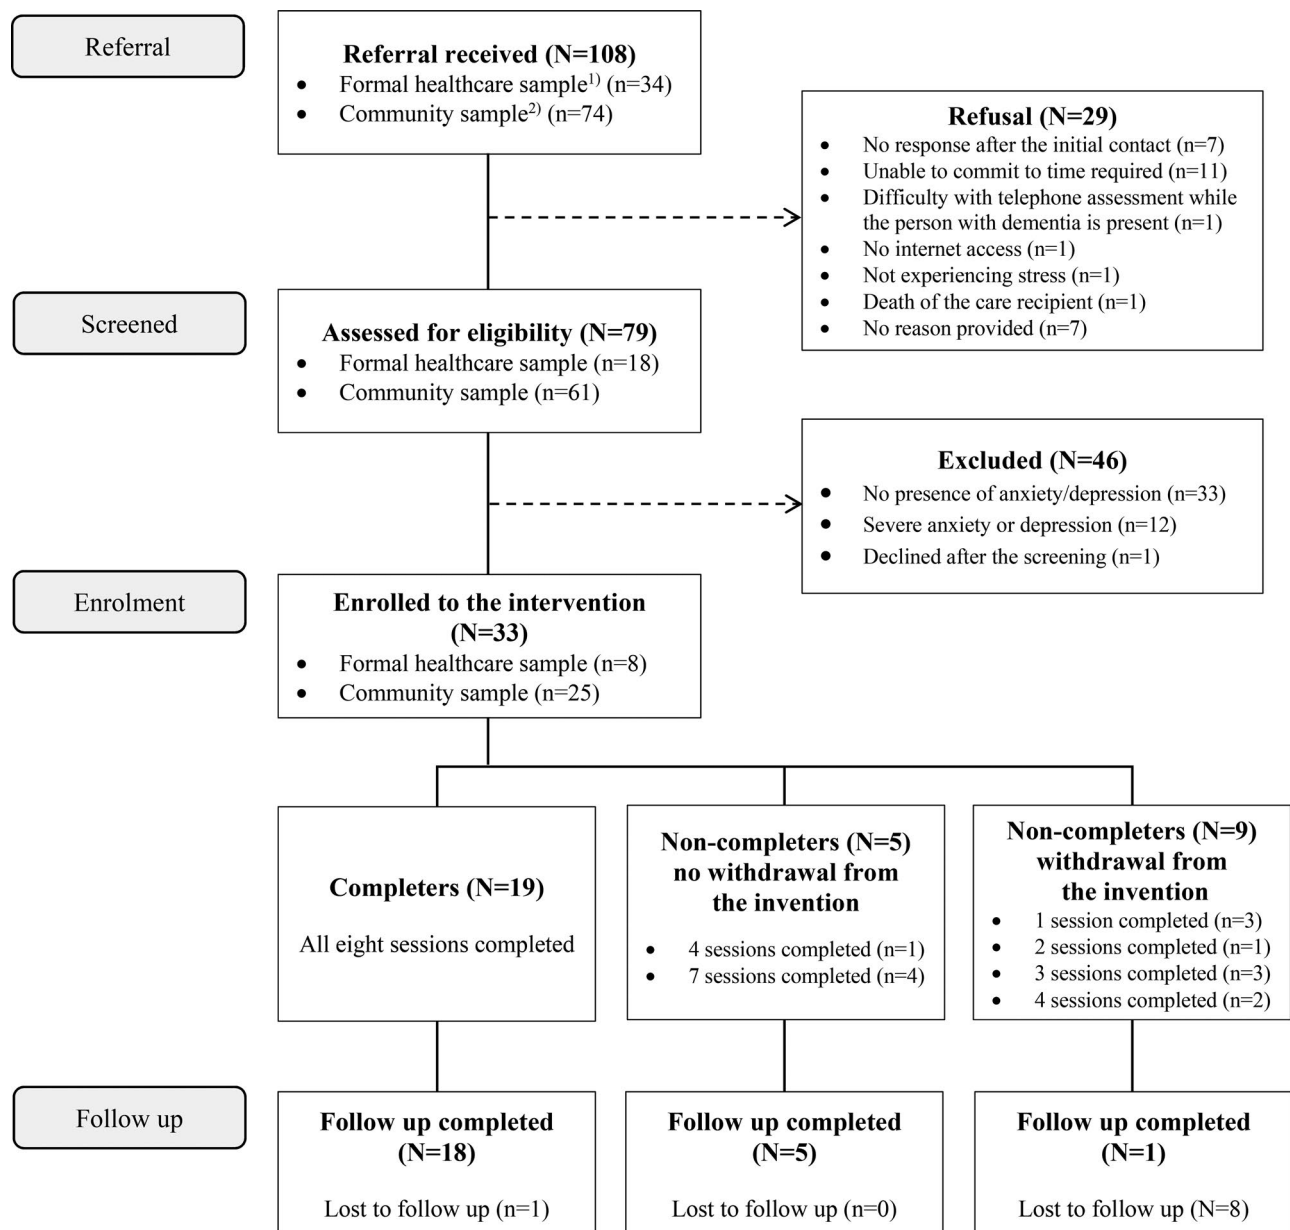 Referral
Referral received (N=108)
• Formal healthcare sample1) (n=34)
• Community sample2) (n=74)
Refusal (N=29)
• No response after the initial contact (n=7)
• Unable to commit to time required (n=11)
• Difficulty with telephone assessment while
the person with dementia is present (n=1)
• No internet access (n=1)
• Not experiencing stress (n=1)
• Death of the care recipient (n=1)
• No reason provided (n=7)
Screened
Assessed for eligibility (N=79)
• Formal healthcare sample (n=18)
• Community sample (n=61)
Excluded (N=46)
• No presence of anxiety/depression (n=33)
• Severe anxiety or depression (n=12)
• Declined after the screening (n=1)
Enrolment
Enrolled to the intervention
(N=33)
• Formal healthcare sample (n=8)
• Community sample (n=25)
Completers (N=19)
All eight sessions completed
Non-completers (N=5)
no withdrawal from
the invention
• 4 sessions completed (n=1)
• 7 sessions completed (n=4)
Non-completers (N=9)
withdrawal from
the invention
• 1 session completed (n=3)
• 2 sessions completed (n=1)
• 3 sessions completed (n=3)
• 4 sessions completed (n=2)
Follow up
Follow up completed
(N=18)
Lost to follow up (n=1)
Follow up completed
(N=5)
Lost to follow up (n=0)
Follow up completed
(N=1)
Lost to follow up (N=8)